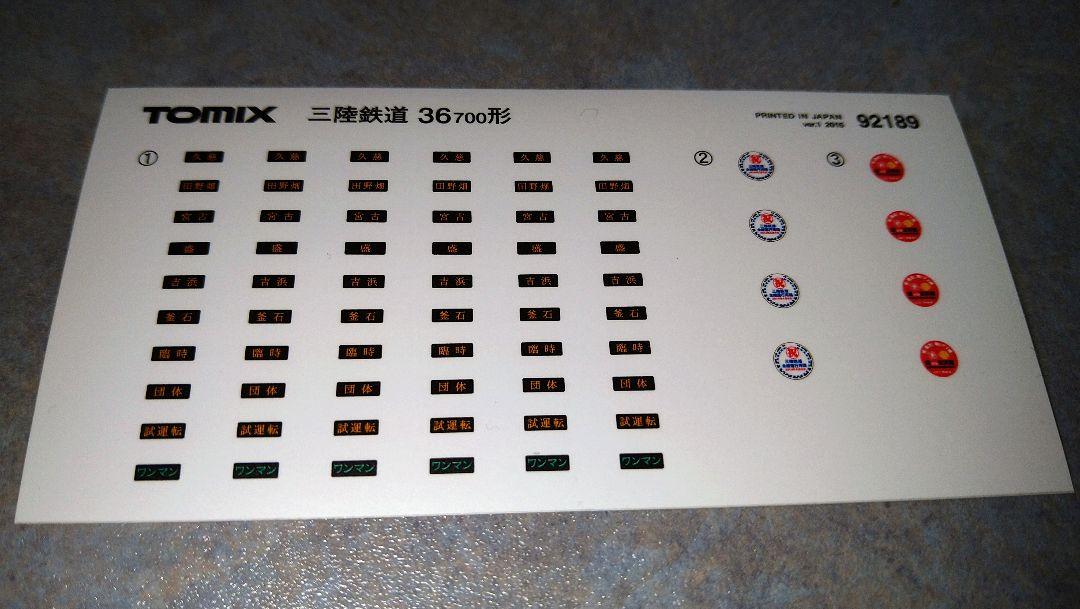 TOMIX 三陸鉄道 36 700形 PRINTED IN JAPAN
ver.1 2015 92189
① 久慈 久慈 久慈 久慈 久慈 久慈 ② ③
田野畑 田野畑 田野畑 田野畑 田野畑 田野畑
宮古 宮古 宮古 宮古 宮古 宮古
盛 盛 盛 盛 盛 盛
吉浜 吉浜 吉浜 吉浜 吉浜 吉浜
釜石 釜石 釜石 釜石 釜石 釜石
臨時 臨時 臨時 臨時 臨時 臨時
団体 団体 団体 団体 団体 団体
試運転 試運転 試運転 試運転 試運転 試運転
ワンマン ワンマン ワンマン ワンマン ワンマン ワンマン